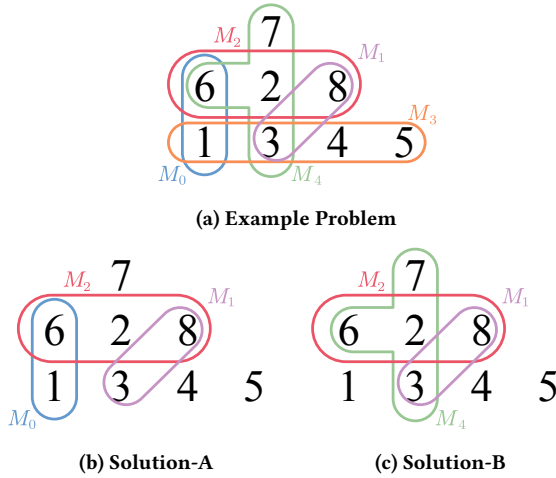 7
M₂
M₁
6 2 8
M₃
1 3 4 5
M₀ M₄
(a) Example Problem
7
M₂ M₁
6 2 8
1 3 4 5
M₀
(b) Solution-A
7
M₂ M₁
6 2 8
1 3 4 5
M₄
(c) Solution-B